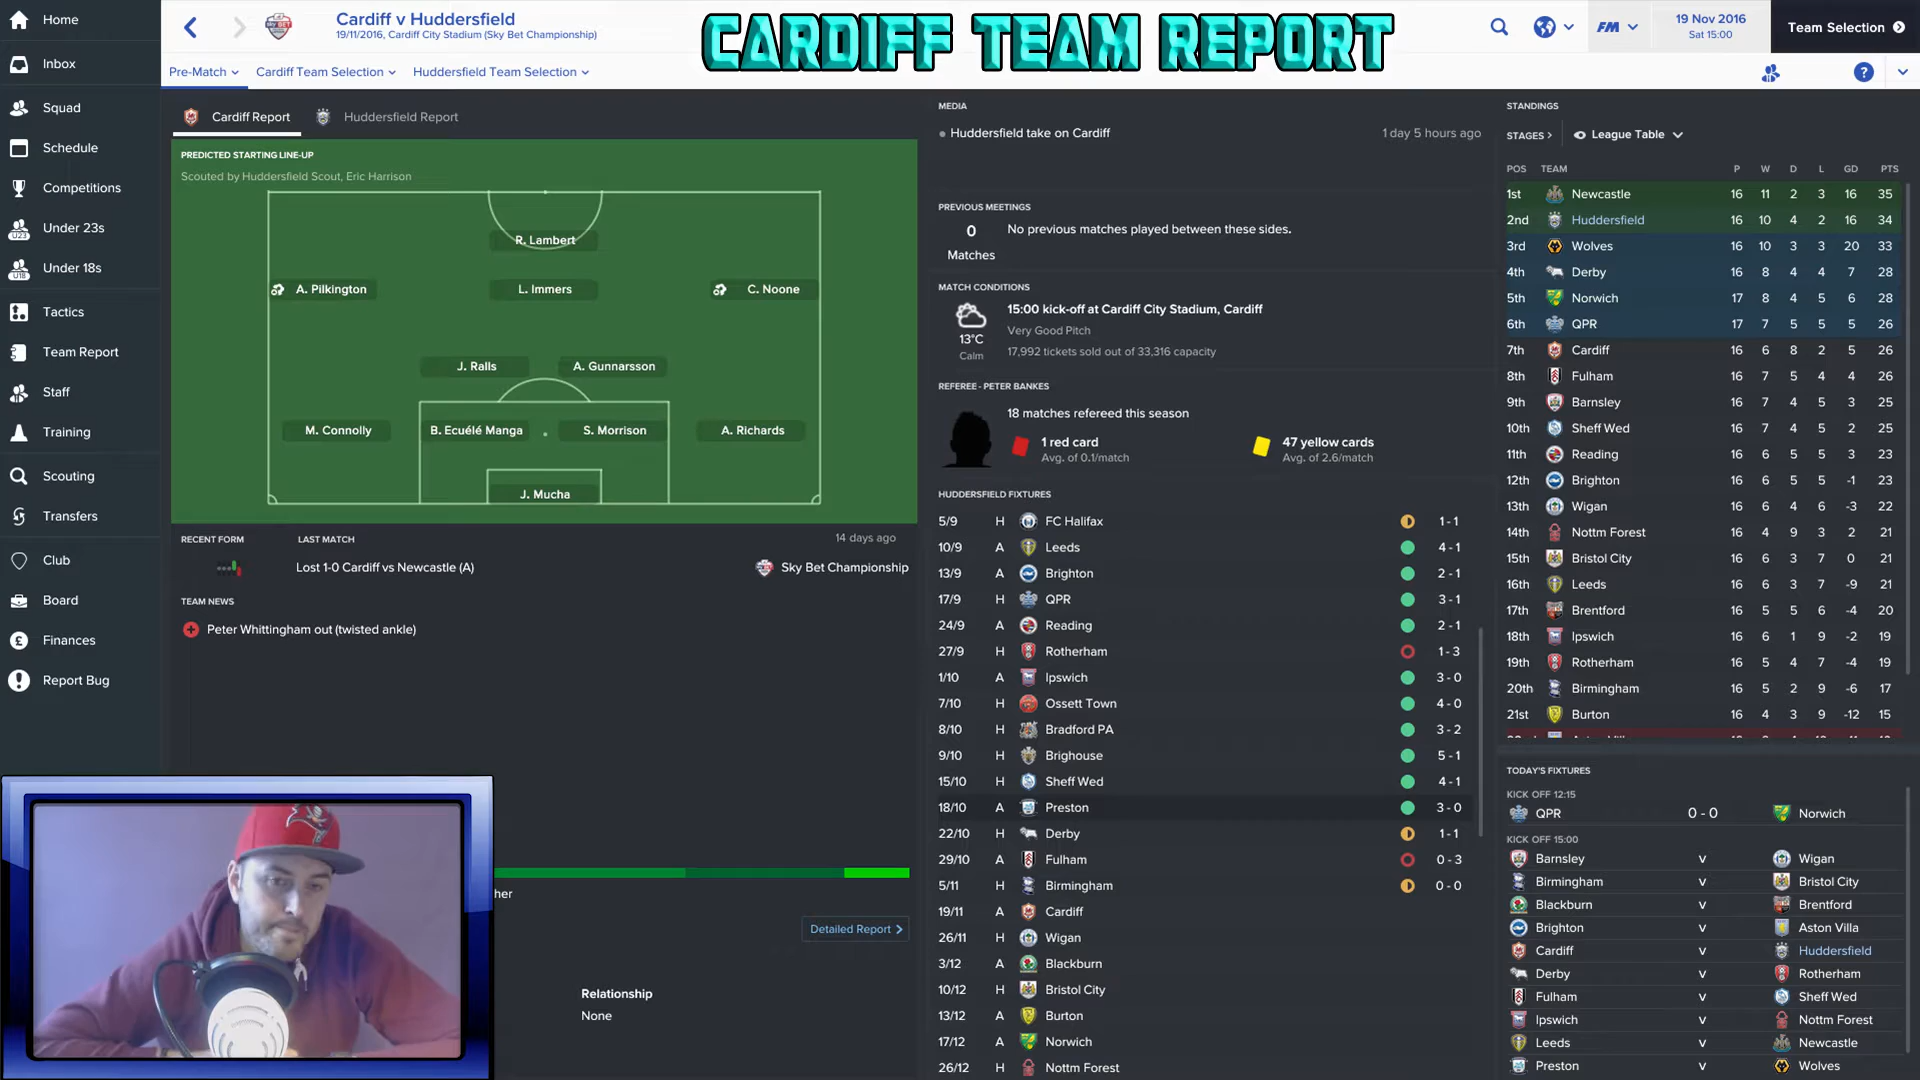 Home
Inbox
Squad
Schedule
Competitions
Under 23s
Under 18s
Tactics
Team Report
Staff
Training
Scouting
Transfers
Club
Board
Finances
Report Bug
Cardiff v Huddersfield
19/11/2016, Cardiff City Stadium (Sky Bet Championship)
CARDIFF TEAM REPORT
FM
19 Nov 2016
Sat 15:00
Team Selection
Pre-Match
Cardiff Team Selection
Huddersfield Team Selection
Cardiff Report
Huddersfield Report
PREDICTED STARTING LINE-UP
Scouted by Huddersfield Scout, Eric Harrison
R. Lambert
A. Pilkington
L. Immers
C. Noone
J. Ralls
A. Gunnarsson
M. Connolly
B. Ecuélé Manga
S. Morrison
A. Richards
J. Mucha
RECENT FORM
LAST MATCH
14 days ago
Lost 1-0 Cardiff vs Newcastle (A)
Sky Bet Championship
TEAM NEWS
Peter Whittingham out (twisted ankle)
her
Detailed Report
Relationship
None
MEDIA
Huddersfield take on Cardiff 1 day 5 hours ago
PREVIOUS MEETINGS
0
Matches
No previous matches played between these sides.
MATCH CONDITIONS
13°C
Calm
15:00 kick-off at Cardiff City Stadium, Cardiff
Very Good Pitch
17,992 tickets sold out of 33,316 capacity
REFEREE - PETER BANKES
18 matches refereed this season
1 red card
Avg. of 0.1/match
47 yellow cards
Avg. of 2.6/match
HUDDERSFIELD FIXTURES
5/9 H FC Halifax 1 - 1
10/9 A Leeds 4 - 1
13/9 A Brighton 2 - 1
17/9 H QPR 3 - 1
24/9 A Reading 2 - 1
27/9 H Rotherham 1 - 3
1/10 A Ipswich 3 - 0
7/10 H Ossett Town 4 - 0
8/10 H Bradford PA 3 - 2
9/10 H Brighouse 5 - 1
15/10 H Sheff Wed 4 - 1
18/10 A Preston 3 - 0
22/10 H Derby 1 - 1
29/10 A Fulham 0 - 3
5/11 H Birmingham 0 - 0
19/11 A Cardiff
26/11 H Wigan
3/12 A Blackburn
10/12 H Bristol City
13/12 A Burton
17/12 A Norwich
26/12 H Nottm Forest
STANDINGS
STAGES > League Table
POS TEAM P W D L GD PTS
1st Newcastle 16 11 2 3 16 35
2nd Huddersfield 16 10 4 2 16 34
3rd Wolves 16 10 3 3 20 33
4th Derby 16 8 4 4 7 28
5th Norwich 17 8 4 5 6 28
6th QPR 17 7 5 5 5 26
7th Cardiff 16 6 8 2 5 26
8th Fulham 16 7 5 4 4 26
9th Barnsley 16 7 4 5 3 25
10th Sheff Wed 16 7 4 5 2 25
11th Reading 16 6 5 5 3 23
12th Brighton 16 6 5 5 -1 23
13th Wigan 16 6 4 6 -3 22
14th Nottm Forest 16 4 9 3 2 21
15th Bristol City 16 6 3 7 0 21
16th Leeds 16 6 3 7 -9 21
17th Brentford 16 5 5 6 -4 20
18th Ipswich 16 6 1 9 -2 19
19th Rotherham 16 5 4 7 -4 19
20th Birmingham 16 5 2 9 -6 17
21st Burton 16 4 3 9 -12 15
TODAY'S FIXTURES
KICK OFF 12:15
QPR 0 - 0 Norwich
KICK OFF 15:00
Barnsley v Wigan
Birmingham v Bristol City
Blackburn v Brentford
Brighton v Aston Villa
Cardiff v Huddersfield
Derby v Rotherham
Fulham v Sheff Wed
Ipswich v Nottm Forest
Leeds v Newcastle
Preston v Wolves